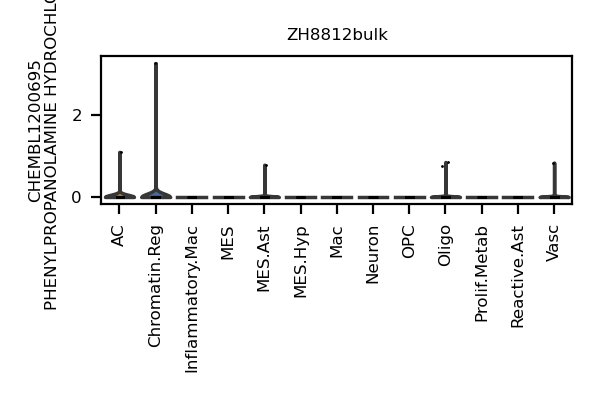 ZH8812bulk
CHEMBL1200695
PHENYLPROPANOLAMINE HYDROCHLO
2
0
AC
Chromatin.Reg
Inflammatory.Mac
MES
MES.Ast
MES.Hyp
Mac
Neuron
OPC
Oligo
Prolif.Metab
Reactive.Ast
Vasc